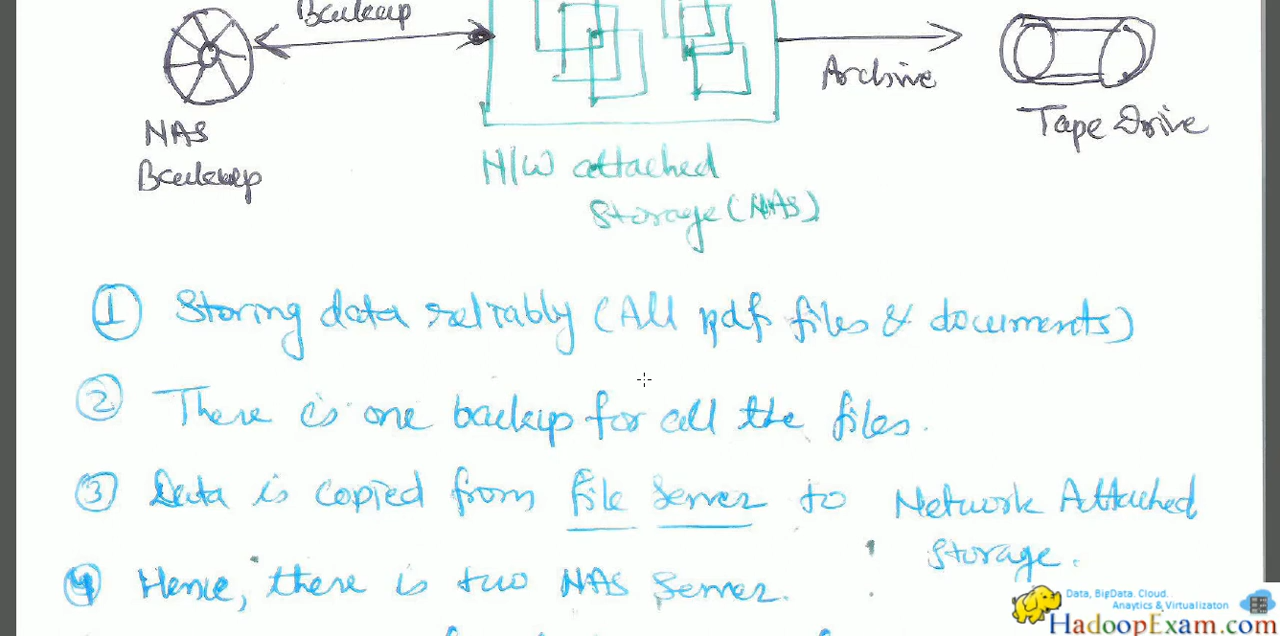 Backup
NAS
Backup
N/W attached
Storage (NAS)
Archive
Tape Drive
① Storing data reliably (All pdf files & documents)
② There is one backup for all the files.
③ Data is copied from file server to Network Attached
Storage.
④ Hence, there is two NAS Server.
Data, BigData. Cloud..
Anaytics & Virtualizaton
HadoopExam.com